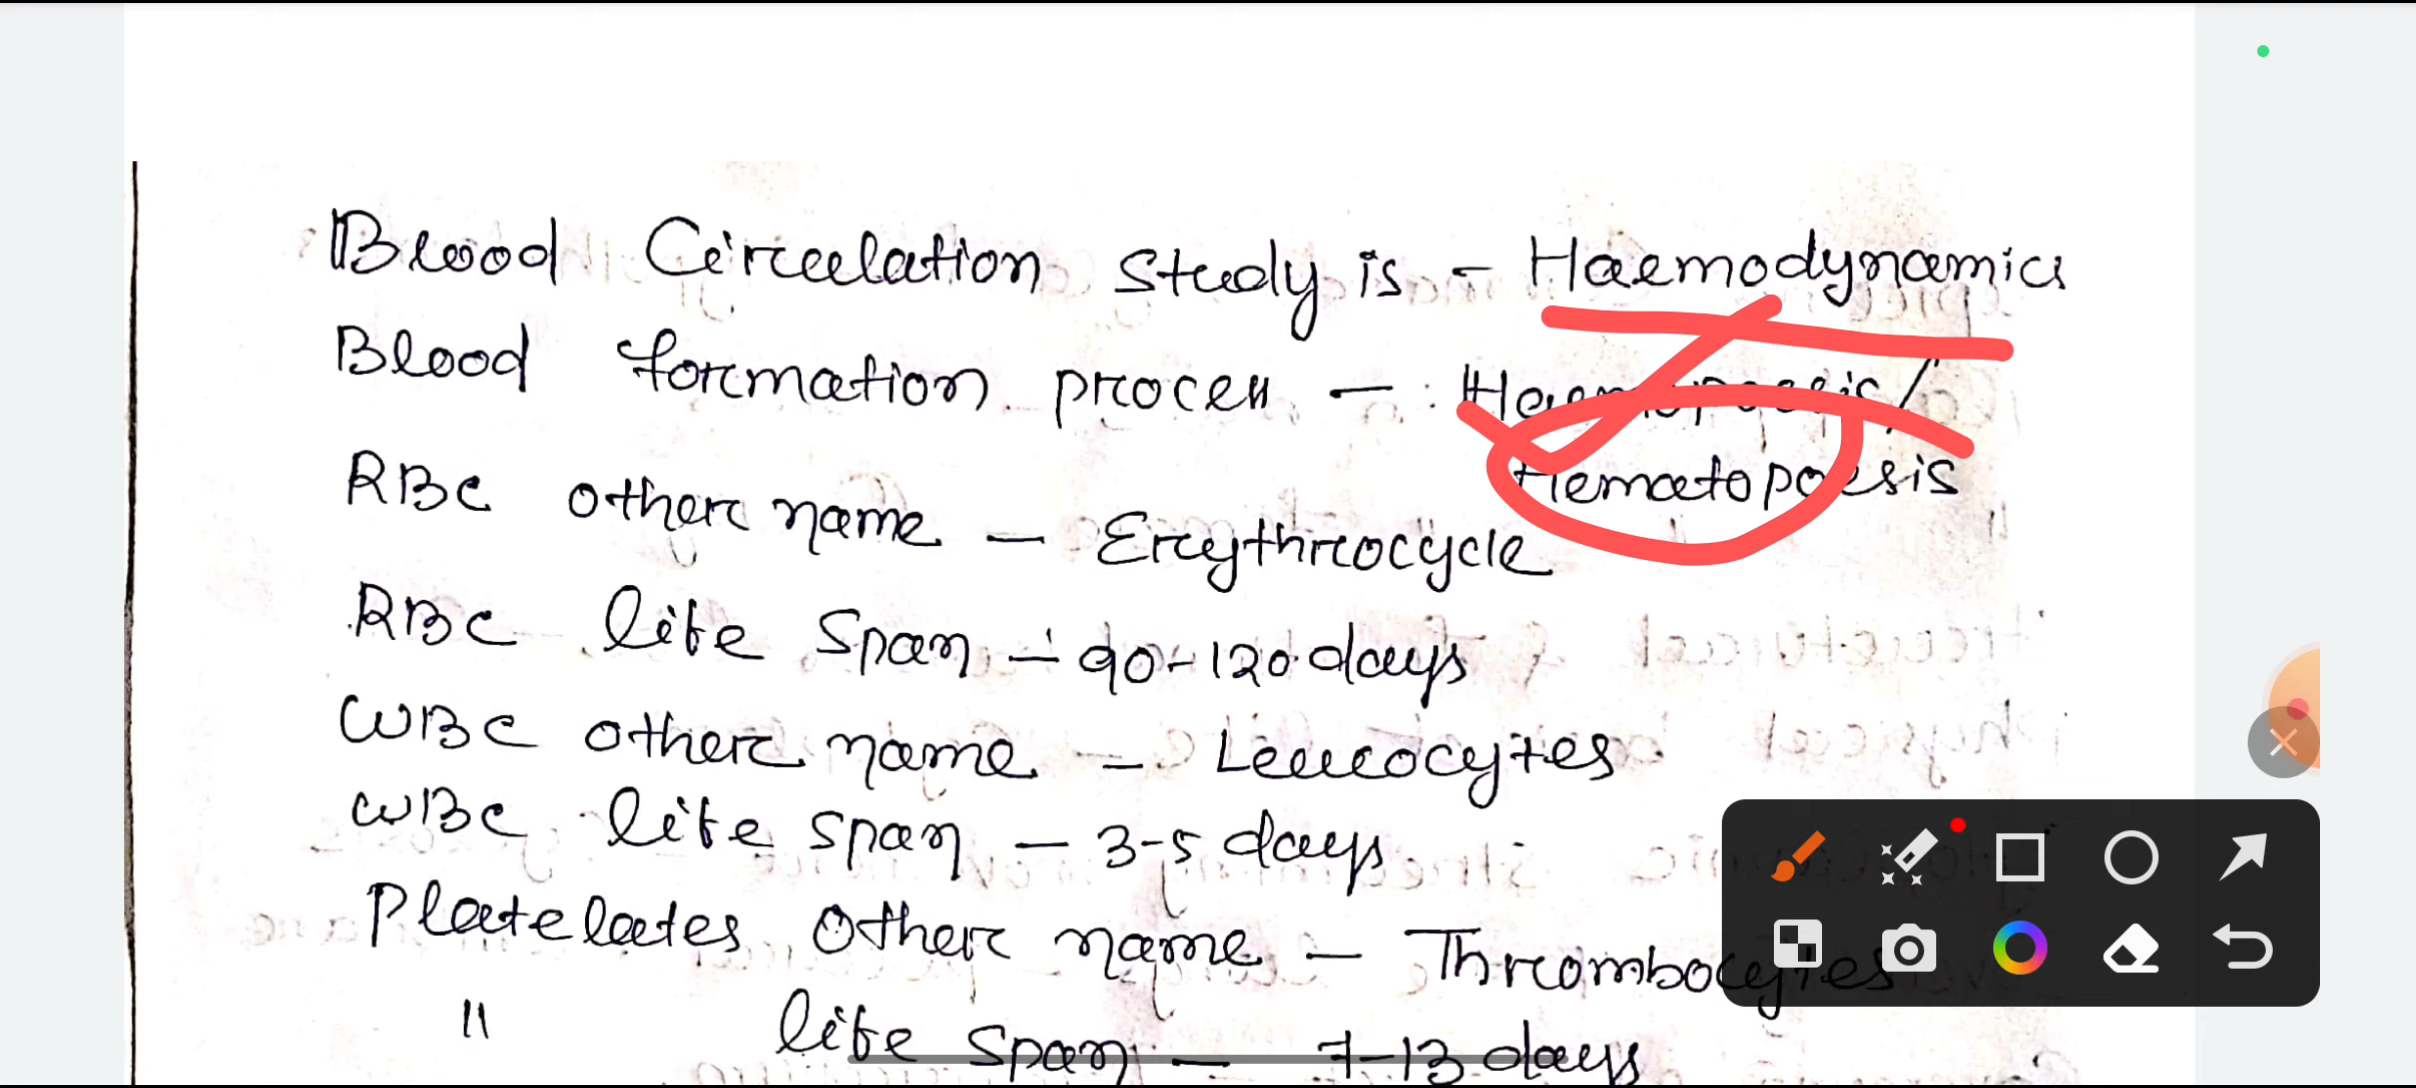 Blood Circulation Study is - Haemodynamics
Blood formation process - Haemopoesis/
Hematopoesis
RBC other name - Erythrocycle
RBC life Span - 90-120 days
WBC other name - Leucocytes
WBC life span - 3-5 days
Platelates Other name - Thrombocytes
" life span - 7-13 days